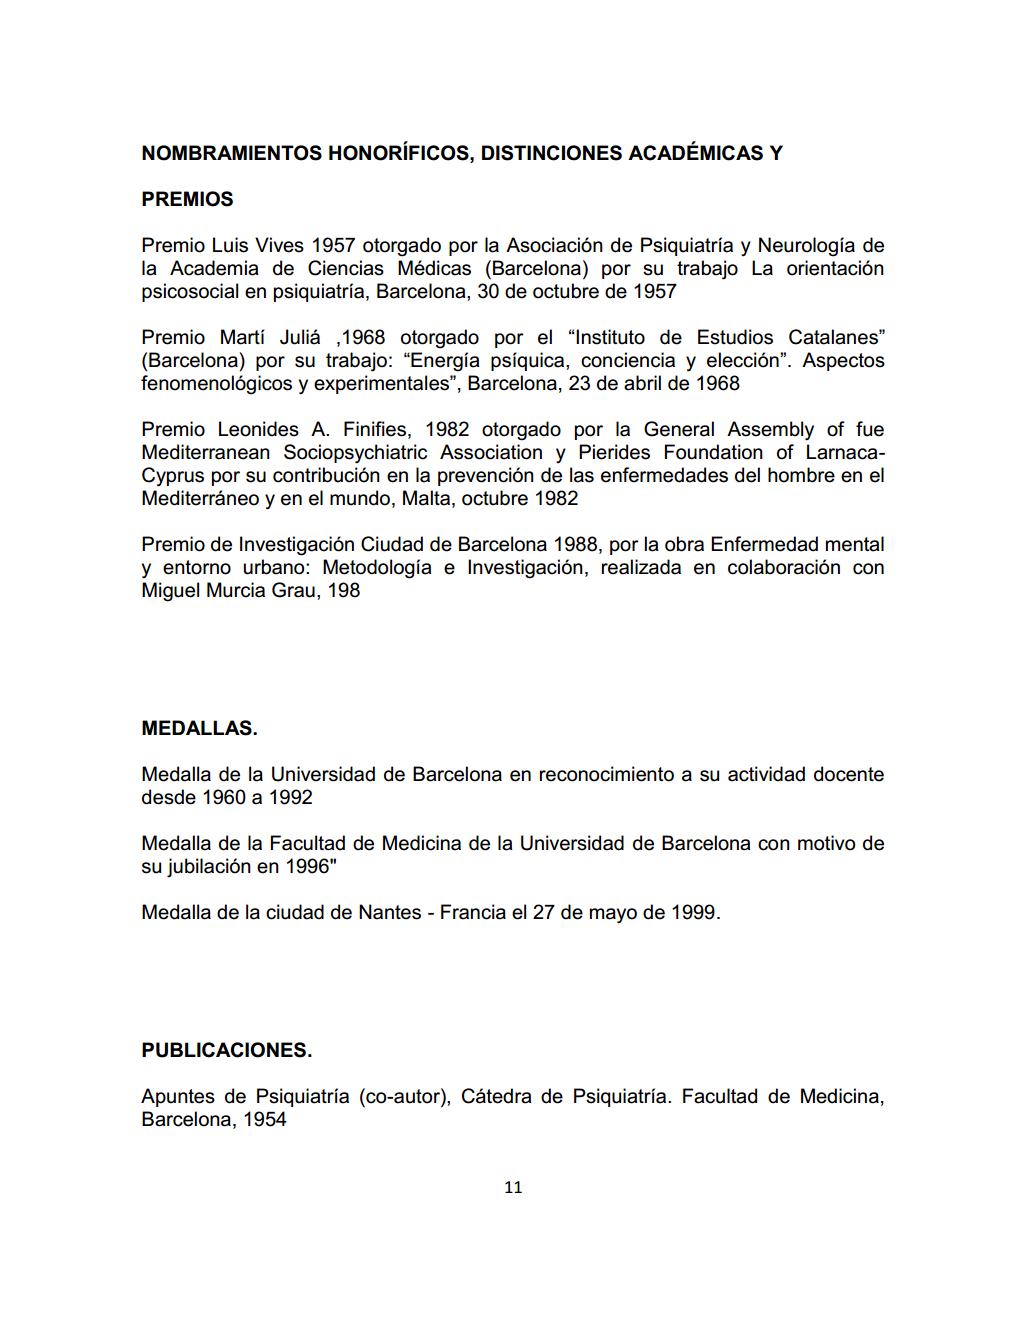 NOMBRAMIENTOS HONORÍFICOS, DISTINCIONES ACADÉMICAS Y
PREMIOS
Premio Luis Vives 1957 otorgado por la Asociación de Psiquiatría y Neurología de
la Academia de Ciencias Médicas (Barcelona) por su trabajo La orientación
psicosocial en psiquiatría, Barcelona, 30 de octubre de 1957
Premio Martí Juliá ,1968 otorgado por el “Instituto de Estudios Catalanes”
(Barcelona) por su trabajo: “Energía psíquica, conciencia y elección”. Aspectos
fenomenológicos y experimentales”, Barcelona, 23 de abril de 1968
Premio Leonides A. Finifies, 1982 otorgado por la General Assembly of fue
Mediterranean Sociopsychiatric Association y Pierides Foundation of Larnaca-
Cyprus por su contribución en la prevención de las enfermedades del hombre en el
Mediterráneo y en el mundo, Malta, octubre 1982
Premio de Investigación Ciudad de Barcelona 1988, por la obra Enfermedad mental
y entorno urbano: Metodología e Investigación, realizada en colaboración con
Miguel Murcia Grau, 198
MEDALLAS.
Medalla de la Universidad de Barcelona en reconocimiento a su actividad docente
desde 1960 a 1992
Medalla de la Facultad de Medicina de la Universidad de Barcelona con motivo de
su jubilación en 1996"
Medalla de la ciudad de Nantes - Francia el 27 de mayo de 1999.
PUBLICACIONES.
Apuntes de Psiquiatría (co-autor), Cátedra de Psiquiatría. Facultad de Medicina,
Barcelona, 1954
11